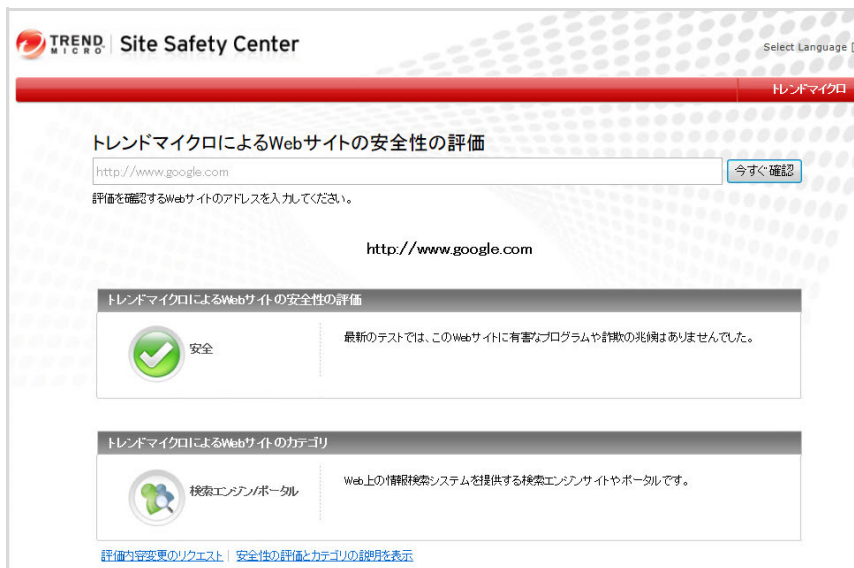 TREND MICRO Site Safety Center
Select Language [
トレンドマイクロ
トレンドマイクロによるWebサイトの安全性の評価
http://www.google.com
今すぐ確認
評価を確認するWebサイトのアドレスを入力してください。
http://www.google.com
トレンドマイクロによるWebサイトの安全性の評価
安全
最新のテストでは、このWebサイトに有害なプログラムや詐欺の兆候はありませんでした。
トレンドマイクロによるWebサイトのカテゴリ
検索エンジン/ポータル
Web上の情報検索システムを提供する検索エンジンサイトやポータルです。
評価内容変更のリクエスト | 安全性の評価とカテゴリの説明を表示